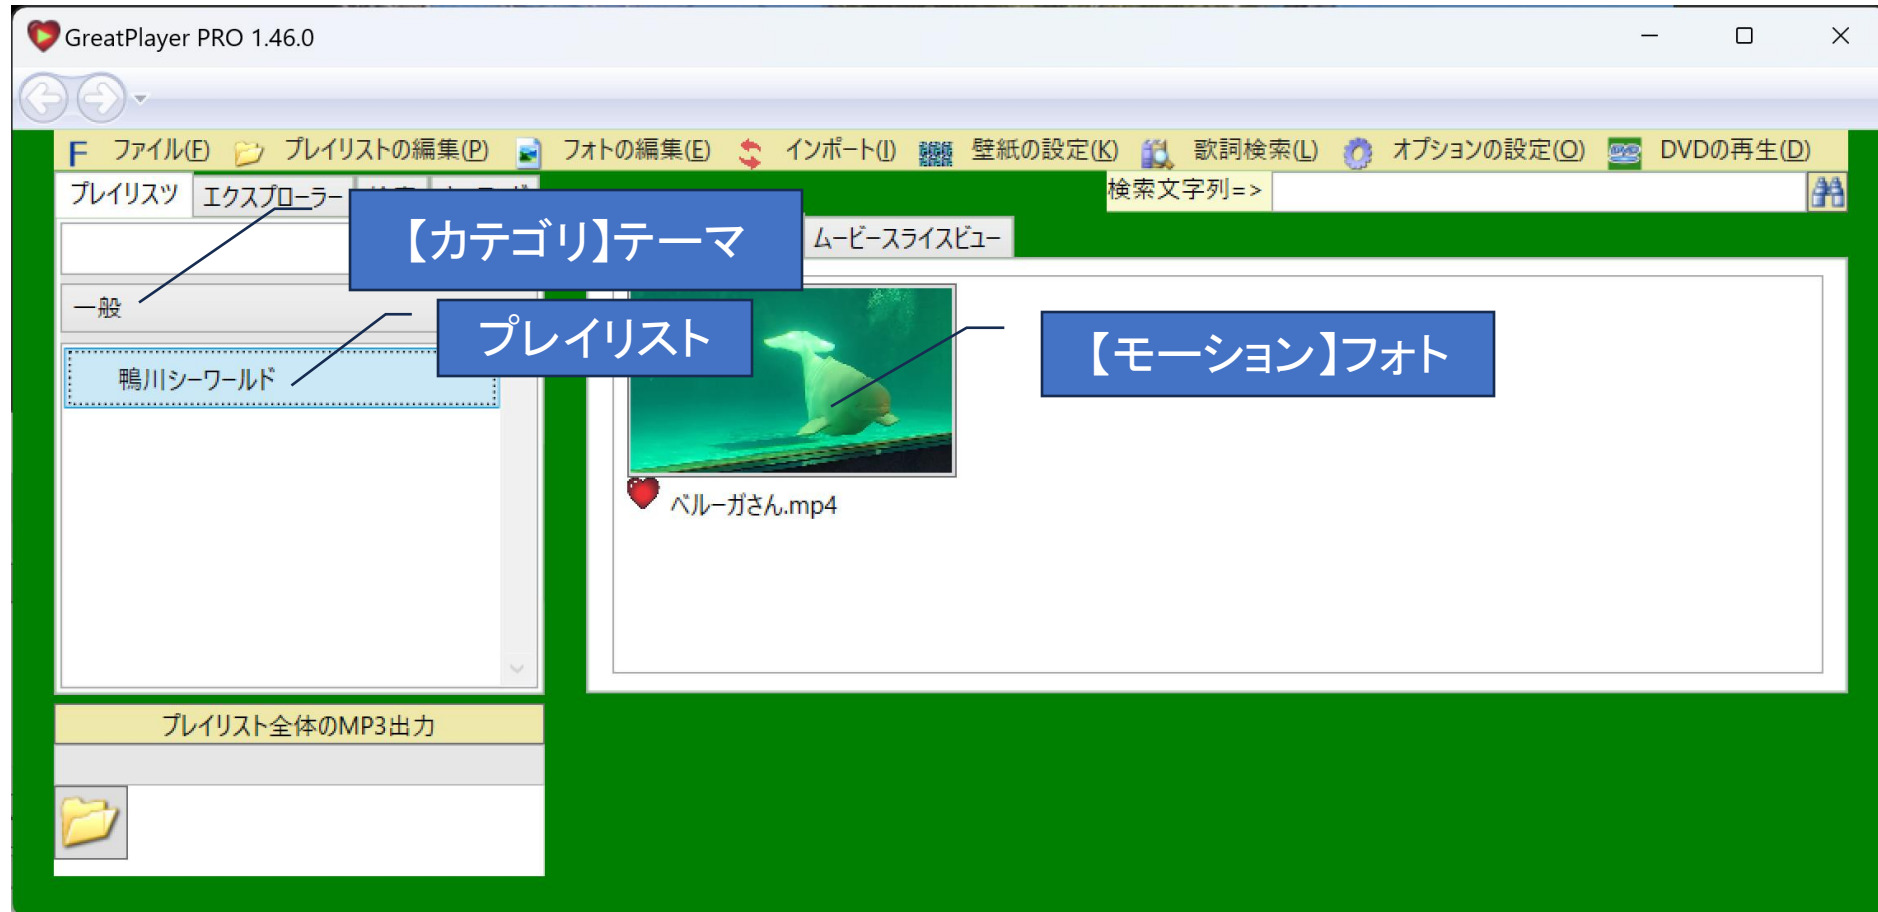 GreatPlayer PRO 1.46.0
F ファイル(F) プレイリストの編集(P) フォトの編集(E) インポート(I) 壁紙の設定(K) 歌詞検索(L) オプションの設定(O) DVDの再生(D)
プレイリスツ エクスプローラー
検索文字列=>
【カテゴリ】テーマ
ムービースライスビュー
一般
プレイリスト
【モーション】フォト
鴨川シーワールド
ベルーガさん.mp4
プレイリスト全体のMP3出力